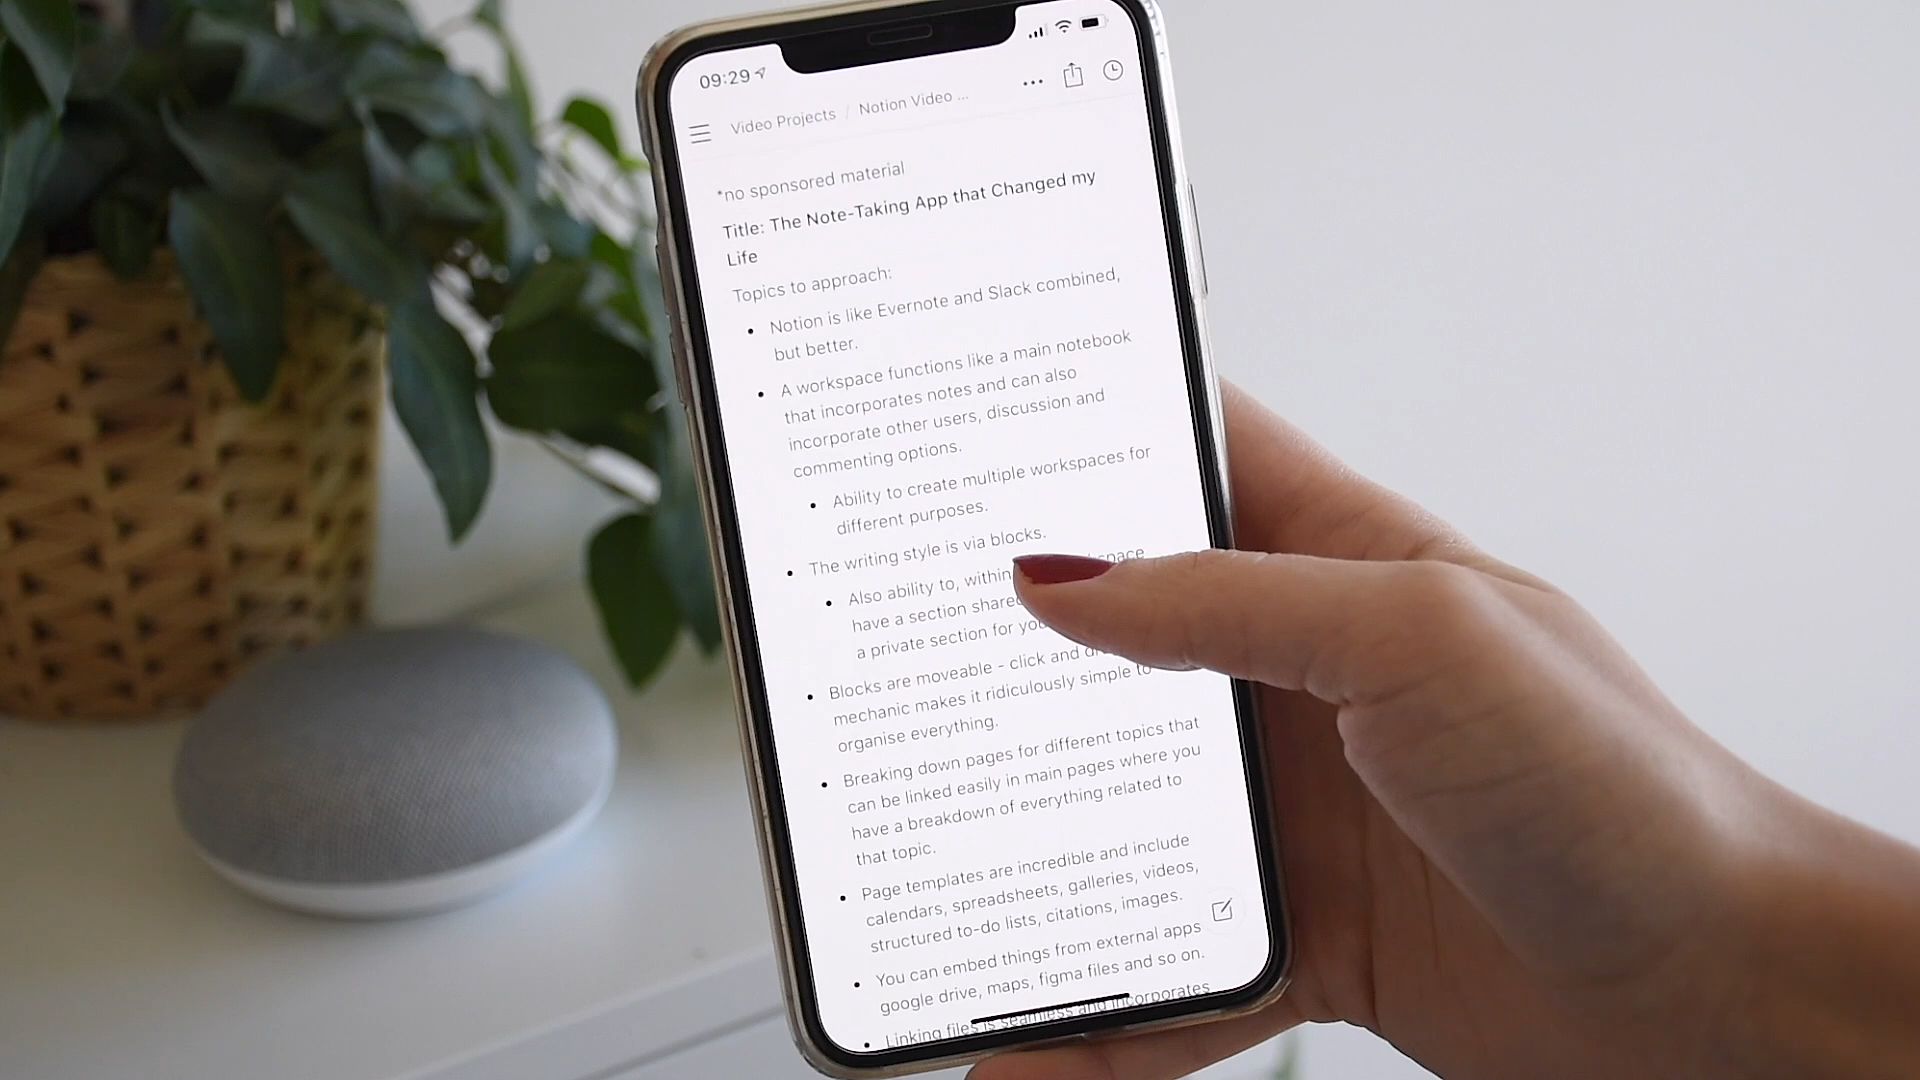 09:29
Video Projects / Notion Video ...
*no sponsored material
Title: The Note-Taking App that Changed my
Life
Topics to approach:
• Notion is like Evernote and Slack combined,
but better.
• A workspace functions like a main notebook
that incorporates notes and can also
incorporate other users, discussion and
commenting options.
• Ability to create multiple workspaces for
different purposes.
• The writing style is via blocks.
• Also ability to, within
have a section shared
a private section for
• Blocks are moveable - click and
mechanic makes it ridiculously simple to
organise everything.
• Breaking down pages for different topics that
can be linked easily in main pages where you
have a breakdown of everything related to
that topic.
• Page templates are incredible and include
calendars, spreadsheets, galleries, videos,
structured to-do lists, citations, images.
• You can embed things from external apps
google drive, maps, figma files and so on.
• Linking files is seamless and incorporates